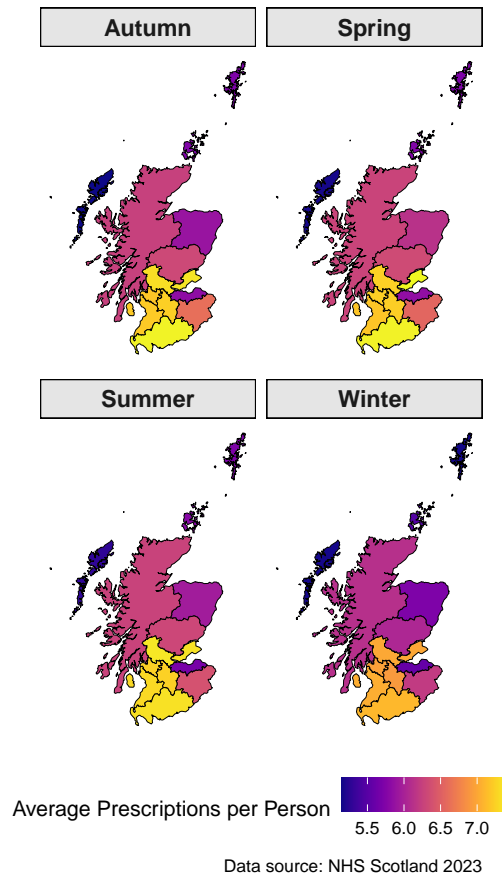 Autumn
Spring
Summer
Winter
Average Prescriptions per Person
5.5 6.0 6.5 7.0
Data source: NHS Scotland 2023